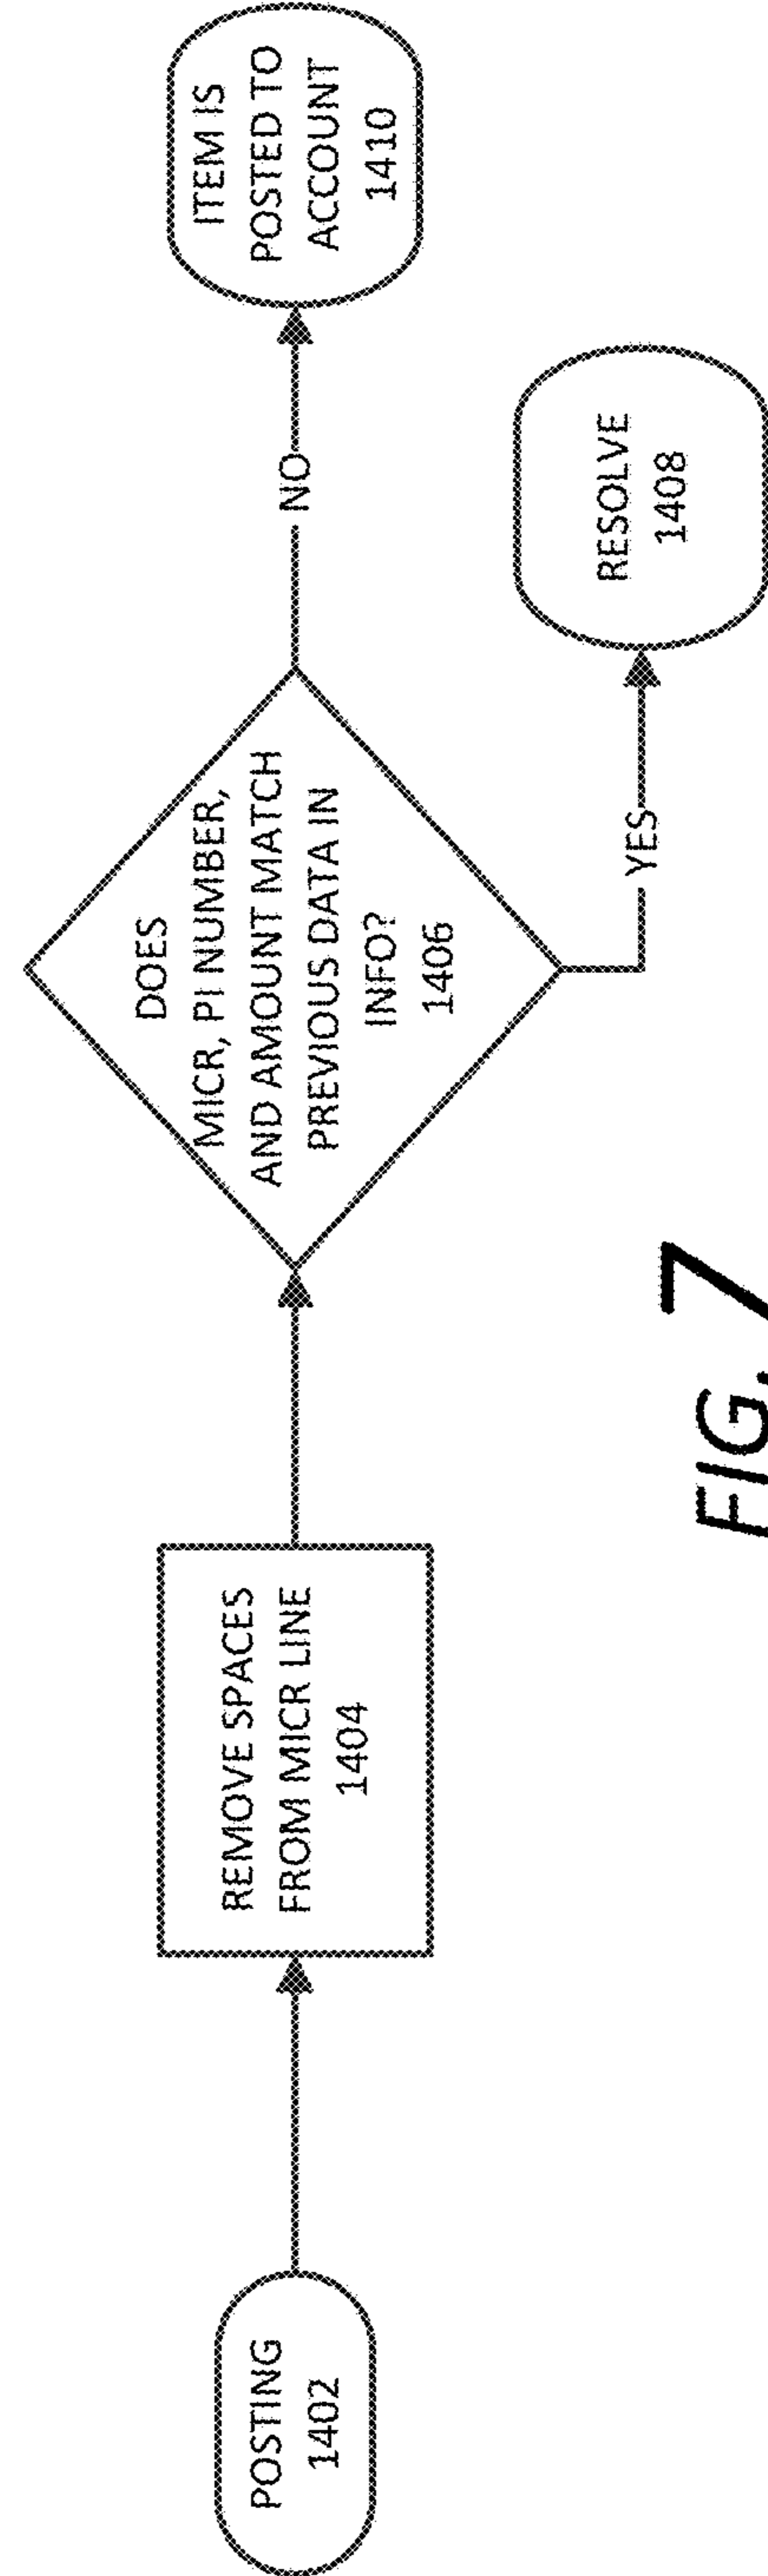 POSTING
1402
REMOVE SPACES
FROM MICR LINE
1404
DOES
MICR, PI NUMBER,
AND AMOUNT MATCH
PREVIOUS DATA IN
INFO?
1406
NO
ITEM IS
POSTED TO
ACCOUNT
1410
YES
RESOLVE
1408
FIG. 7